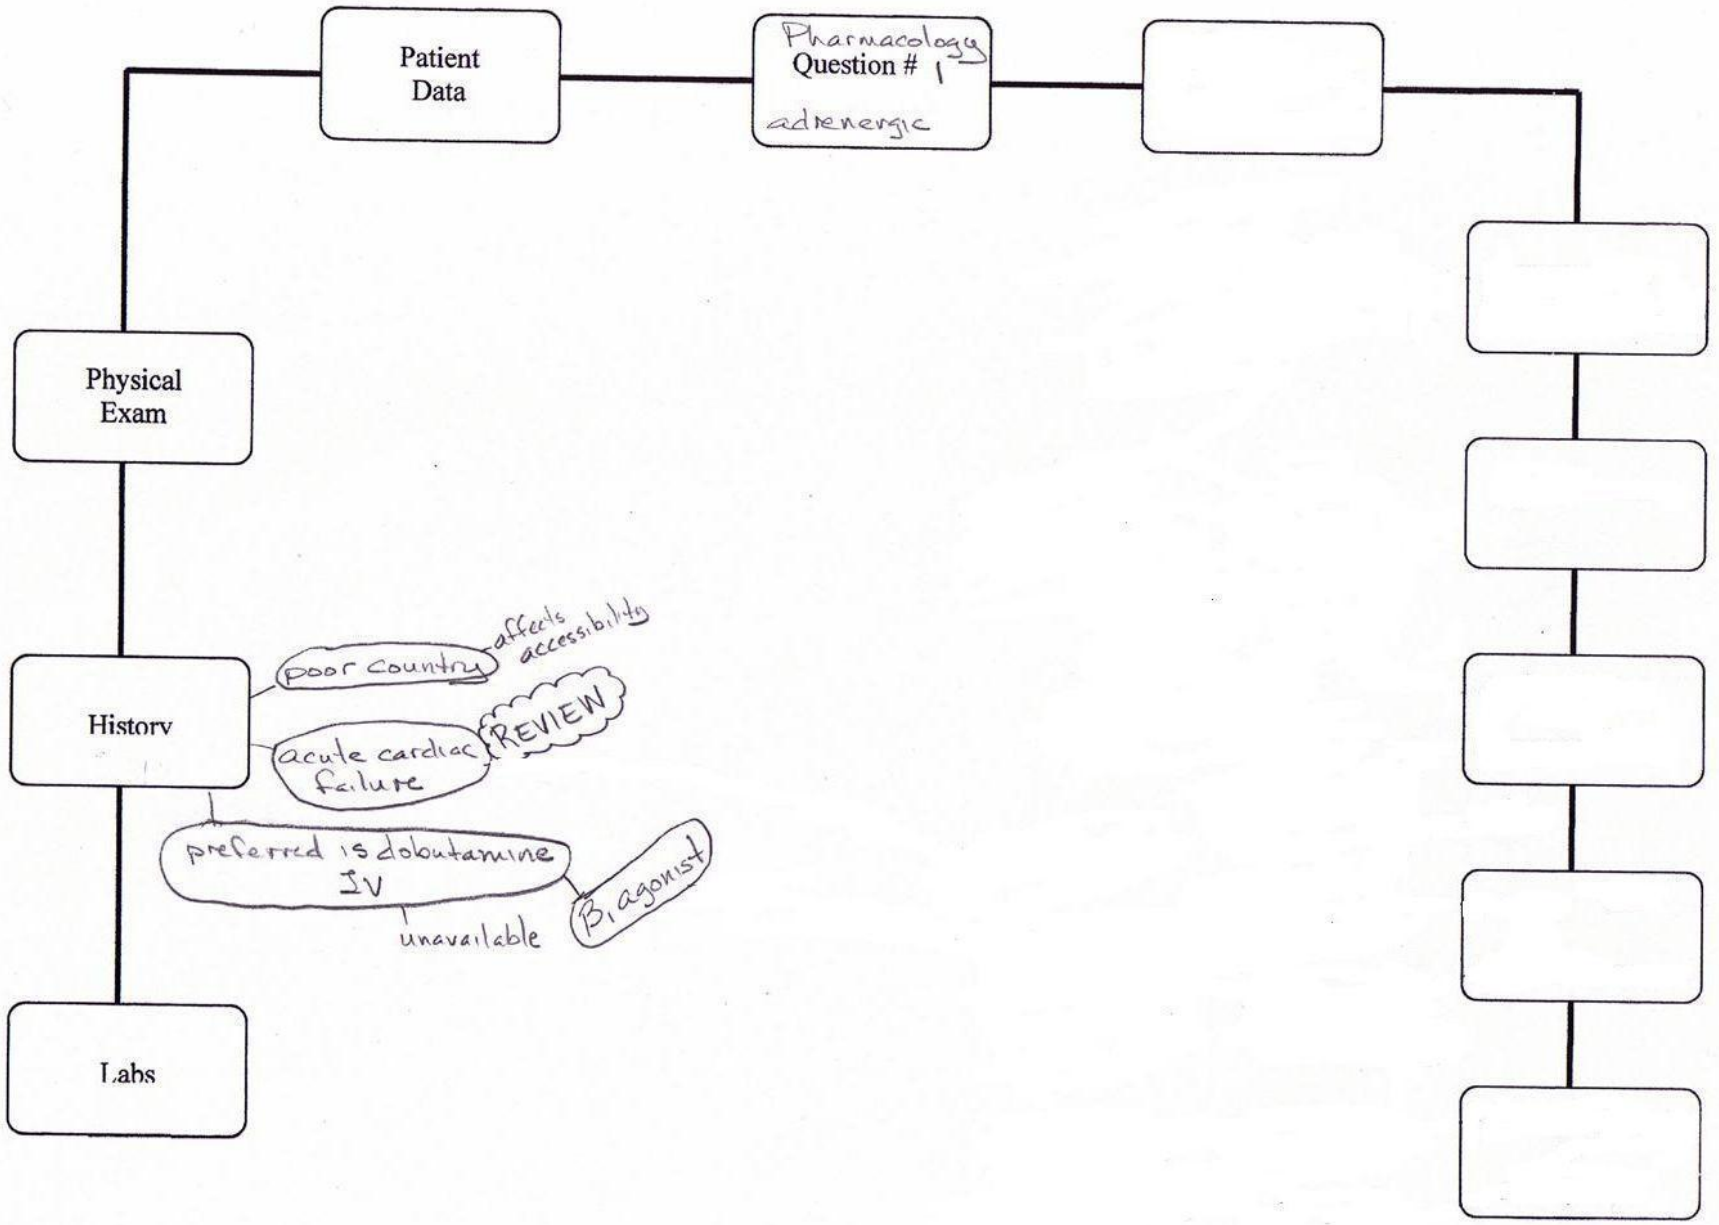 Patient
Data
Pharmacology
Question # 1
adrenergic
Physical
Exam
History
poor country
affects
accessibility
acute cardiac
failure
REVIEW
preferred is dobutamine
IV
unavailable
β₁ agonist
Labs